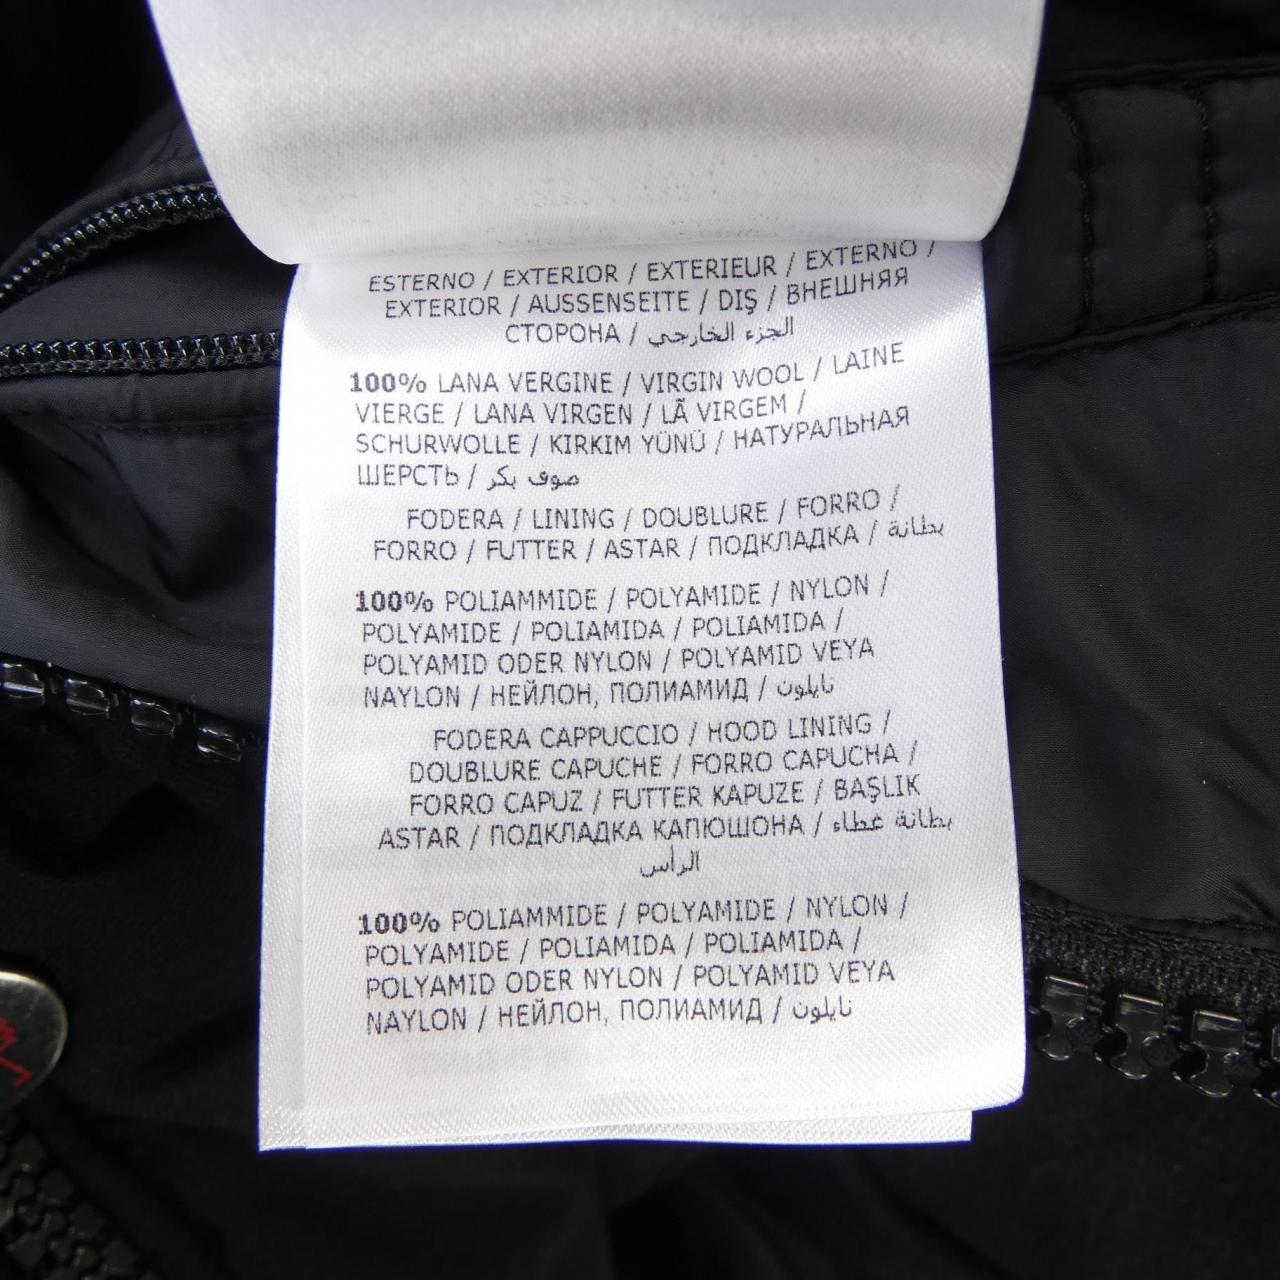 ESTERNO / EXTERIOR / EXTERIEUR / EXTERNO /
EXTERIOR / AUSSENSEITE / DIŞ / ВНЕШНЯЯ
СТОРОНА / الجزء الخارجي
100% LANA VERGINE / VIRGIN WOOL / LAINE
VIERGE / LANA VIRGEN / LÃ VIRGEM /
SCHURWOLLE / KIRKIM YÜNÜ / НАТУРАЛЬНАЯ
ШЕРСТЬ / صوف بكر
FODERA / LINING / DOUBLURE / FORRO /
FORRO / FUTTER / ASTAR / ПОДКЛАДКА / بطانة
100% POLIAMMIDE / POLYAMIDE / NYLON /
POLYAMIDE / POLIAMIDA / POLIAMIDA /
POLYAMID ODER NYLON / POLYAMID VEYA
NAYLON / НЕЙЛОН, ПОЛИАМИД / نايلون
FODERA CAPPUCCIO / HOOD LINING /
DOUBLURE CAPUCHE / FORRO CAPUCHA /
FORRO CAPUZ / FUTTER KAPUZE / BAŞLIK
ASTAR / ПОДКЛАДКА КАПЮШОНА / بطانة غطاء
الرأس
100% POLIAMMIDE / POLYAMIDE / NYLON /
POLYAMIDE / POLIAMIDA / POLIAMIDA /
POLYAMID ODER NYLON / POLYAMID VEYA
NAYLON / НЕЙЛОН, ПОЛИАМИД / نايلون